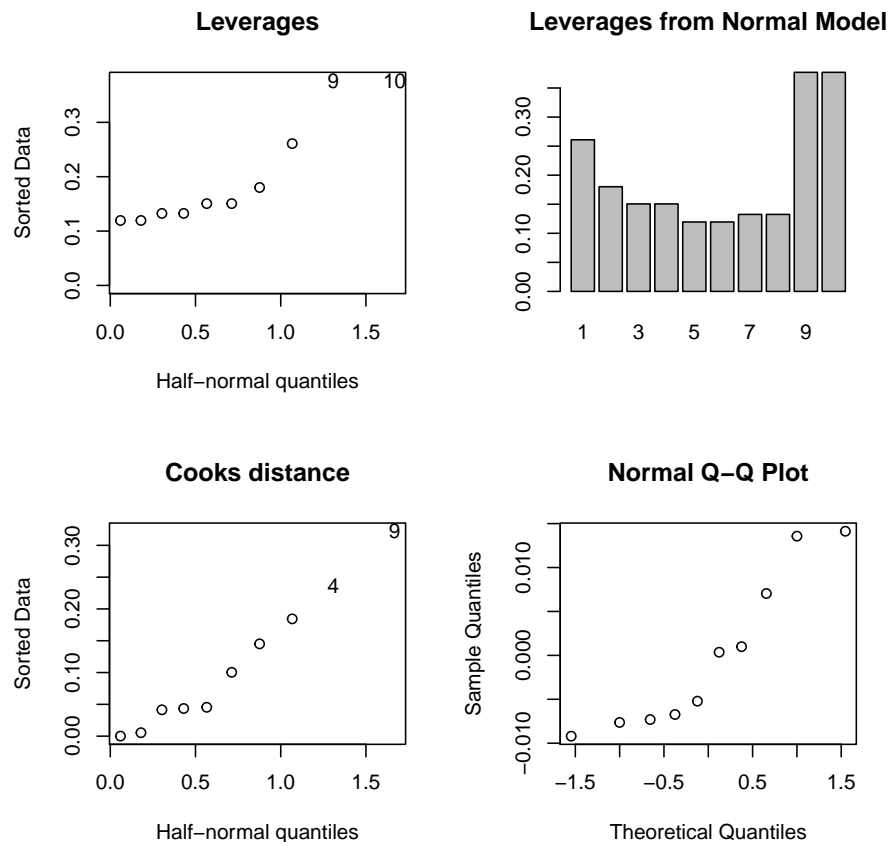 Leverages
Sorted Data
0.0 0.1 0.2 0.3
9 10
0.0 0.5 1.0 1.5
Half−normal quantiles
Leverages from Normal Model
0.00 0.10 0.20 0.30
1 3 5 7 9
Cooks distance
Sorted Data
0.00 0.10 0.20 0.30
9
4
0.0 0.5 1.0 1.5
Half−normal quantiles
Normal Q−Q Plot
Sample Quantiles
−0.010 0.000 0.010
−1.5 −0.5 0.5 1.5
Theoretical Quantiles